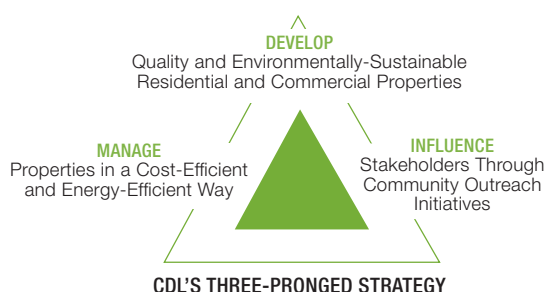 DEVELOP
Quality and Environmentally-Sustainable
Residential and Commercial Properties
MANAGE
Properties in a Cost-Efficient
and Energy-Efficient Way
INFLUENCE
Stakeholders Through
Community Outreach
Initiatives
CDL'S THREE-PRONGED STRATEGY